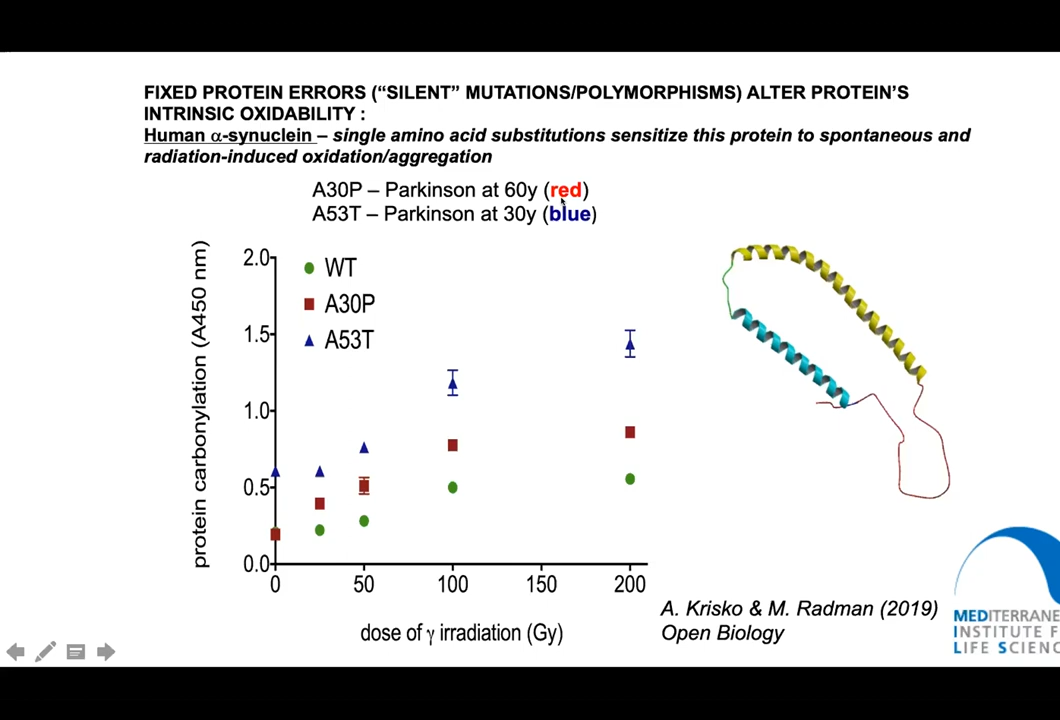 FIXED PROTEIN ERRORS (“SILENT” MUTATIONS/POLYMORPHISMS) ALTER PROTEIN’S
INTRINSIC OXIDABILITY :
Human α-synuclein – single amino acid substitutions sensitize this protein to spontaneous and
radiation-induced oxidation/aggregation
A30P – Parkinson at 60y (red)
A53T – Parkinson at 30y (blue)
protein carbonylation (A450 nm)
2.0
1.5
1.0
0.5
0.0
WT
A30P
A53T
0 50 100 150 200
dose of γ irradiation (Gy)
A. Krisko & M. Radman (2019)
Open Biology
MEDITERRANE
INSTITUTE F
LIFE SCIENC